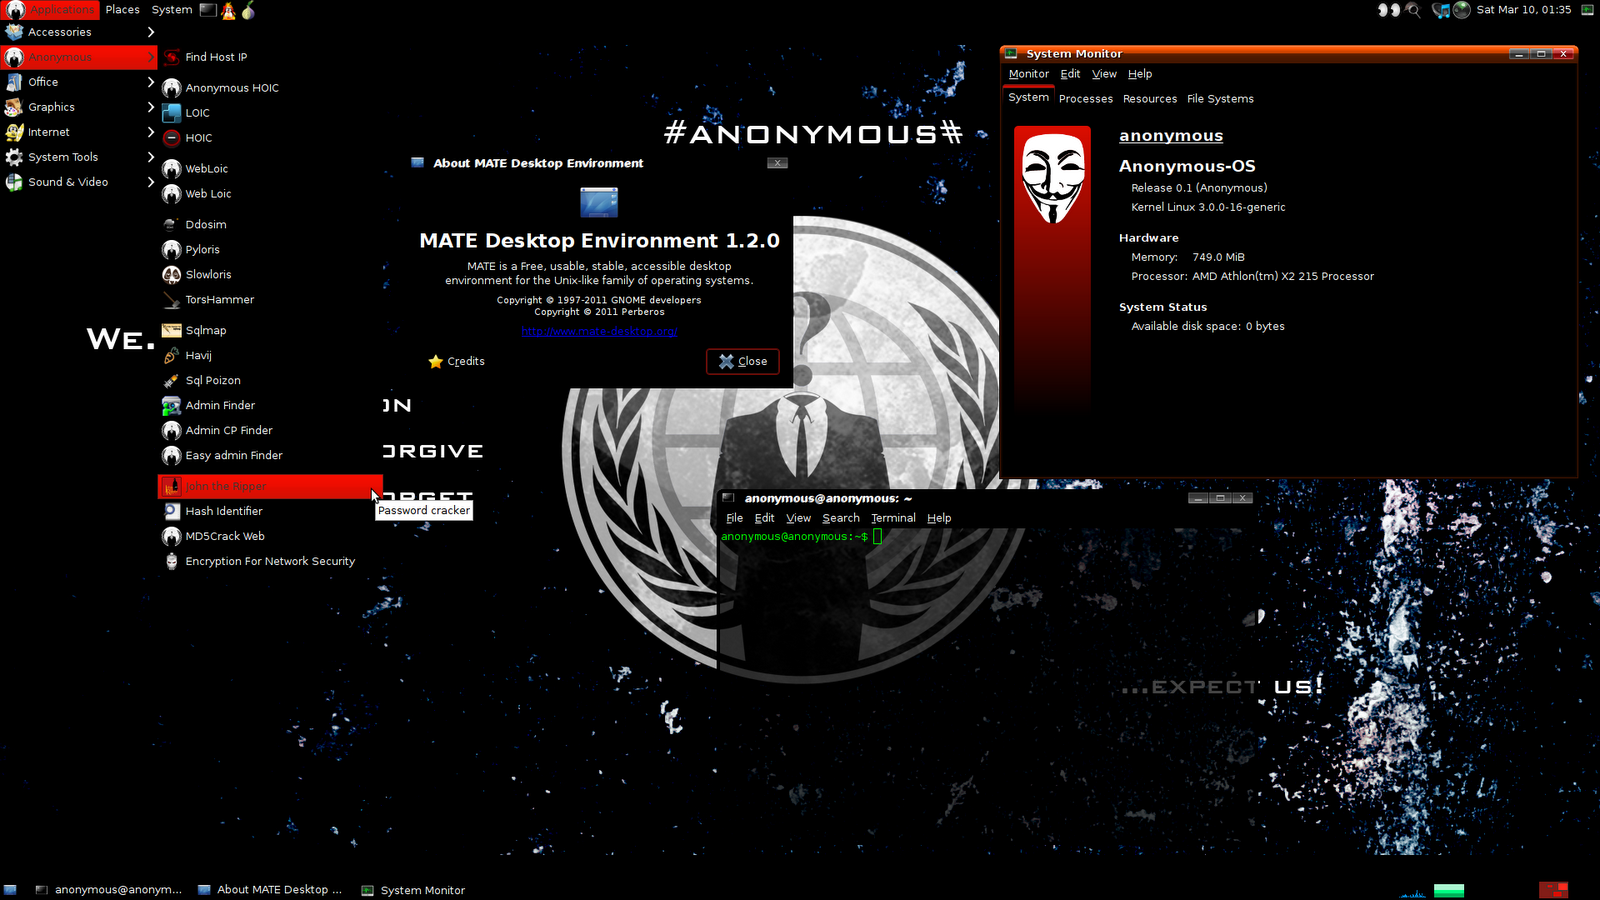 Applications Places System Sat Mar 10, 01:35
Accessories
Anonymous
Office
Graphics
Internet
System Tools
Sound & Video
Find Host IP
Anonymous HOIC
LOIC
HOIC
WebLoic
Web Loic
Ddosim
Pyloris
Slowloris
TorsHammer
Sqlmap
Havij
Sql Poizon
Admin Finder
Admin CP Finder
Easy admin Finder
John the Ripper
Hash Identifier
MD5Crack Web
Encryption For Network Security
Password cracker
#ANONYMOUS#
WE.
ON
ORGIVE
ORGET
...EXPECT US!
About MATE Desktop Environment
MATE Desktop Environment 1.2.0
MATE is a Free, usable, stable, accessible desktop
environment for the Unix-like family of operating systems.
Copyright © 1997-2011 GNOME developers
Copyright © 2011 Perberos
http://www.mate-desktop.org/
Credits Close
System Monitor
Monitor Edit View Help
System Processes Resources File Systems
anonymous
Anonymous-OS
Release 0.1 (Anonymous)
Kernel Linux 3.0.0-16-generic
Hardware
Memory: 749.0 MiB
Processor: AMD Athlon(tm) X2 215 Processor
System Status
Available disk space: 0 bytes
anonymous@anonymous: ~
File Edit View Search Terminal Help
anonymous@anonymous:~$
anonymous@anonym... About MATE Desktop ... System Monitor